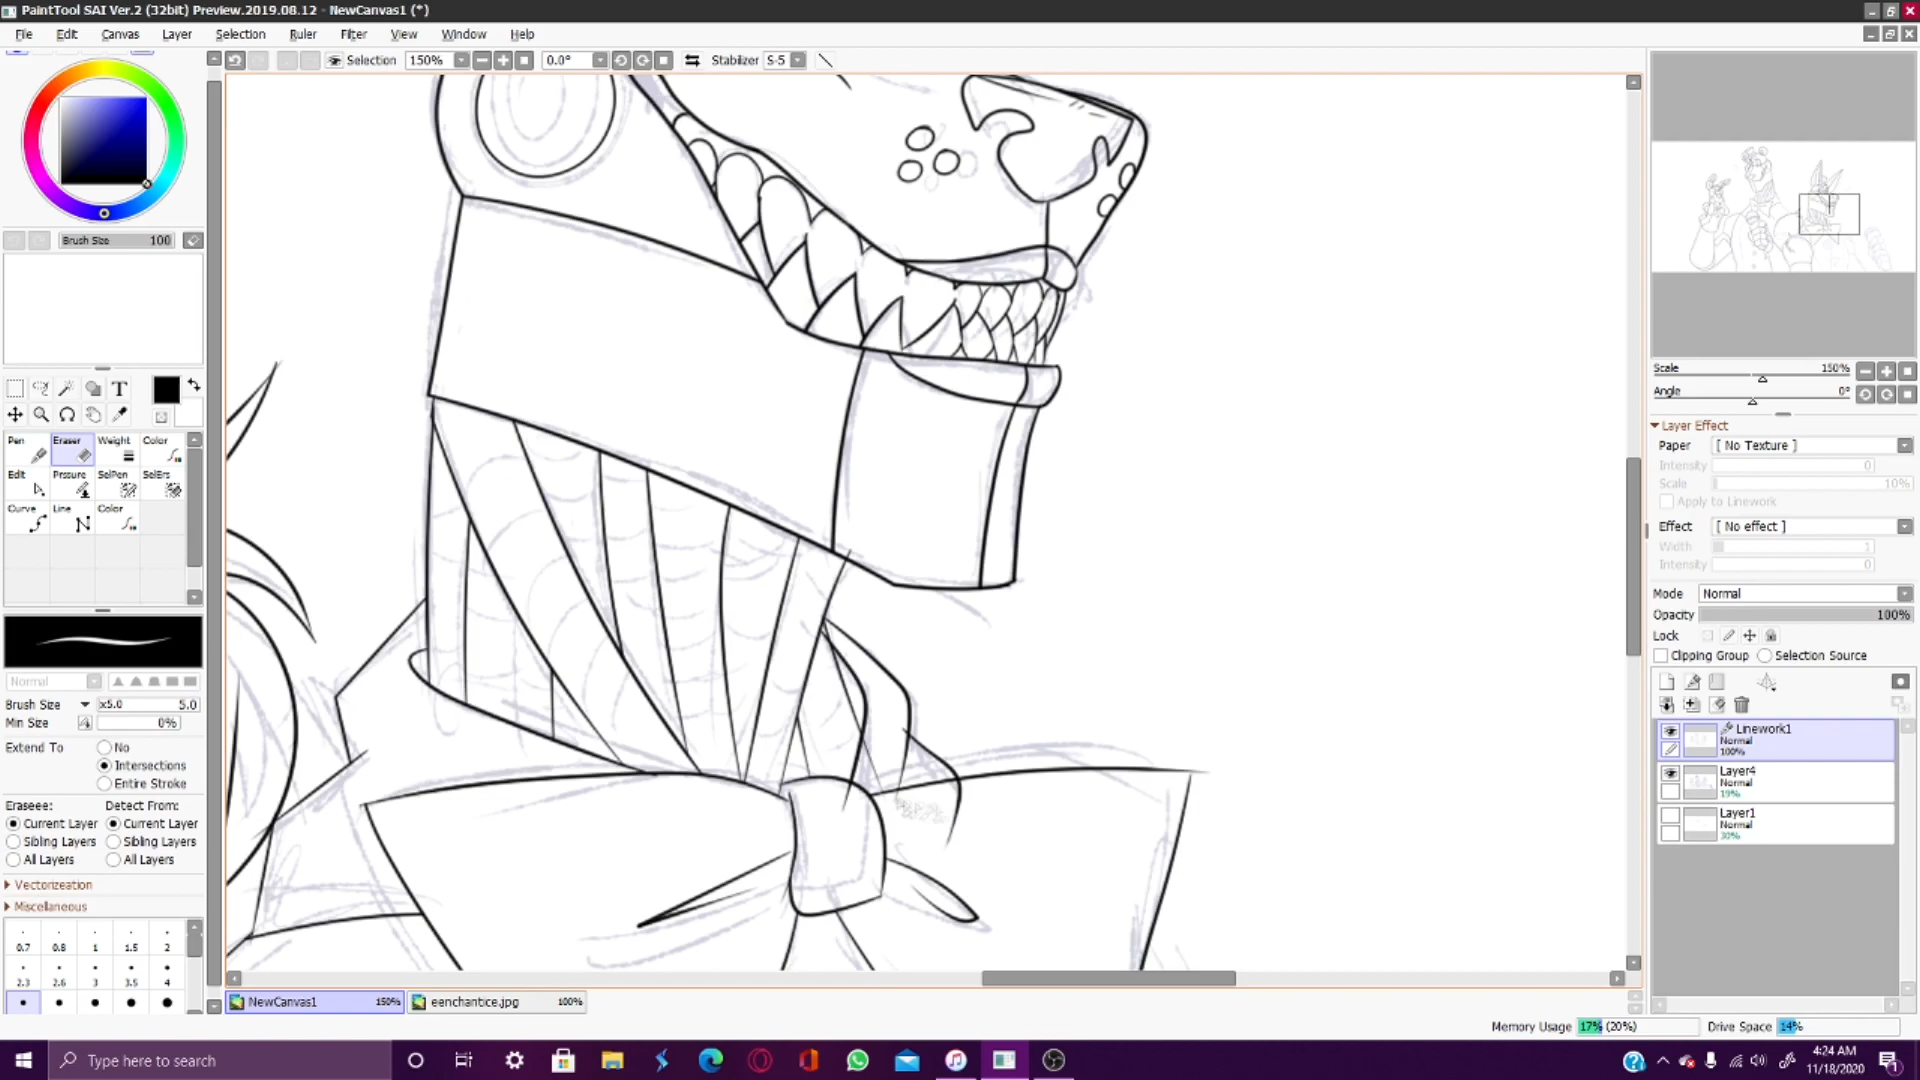 PaintTool SAI Ver.2 (32bit) Preview.2019.08.12 - NewCanvas1 (*)
File Edit Canvas Layer Selection Ruler Filter View Window Help
Selection 150% 0.0° Stabilizer S-5
Brush Size 100
T
Pen Eraser Weight Color
Edit Prssure SelPen SelErs
Curve Line Color
Normal
Brush Size x5.0 5.0
Min Size 0%
Extend To No
Intersections
Entire Stroke
Erasee: Detect From:
Current Layer Current Layer
Sibling Layers Sibling Layers
All Layers All Layers
Vectorizeation
Miscellaneous
0.7 0.8 1 1.5 2
2.3 2.6 3 3.5 4
Scale 150%
Angle 0°
Layer Effect
Paper [ No Texture ]
Intensity 0
Scale 10%
Apply to Linework
Effect [ No effect ]
Width 1
Intensity 0
Mode Normal
Opacity 100%
Lock
Clipping Group Selection Source
Linework1
Normal
100%
Layer4
Normal
19%
Layer1
Normal
30%
NewCanvas1 150% eenchantice.jpg 100%
Memory Usage 17% (20%) Drive Space 14%
Type here to search
4:24 AM
11/18/2020
1